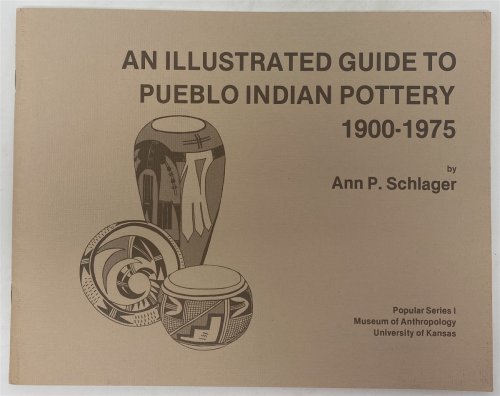 AN ILLUSTRATED GUIDE TO
PUEBLO INDIAN POTTERY
1900-1975
by
Ann P. Schlager
Popular Series I
Museum of Anthropology
University of Kansas